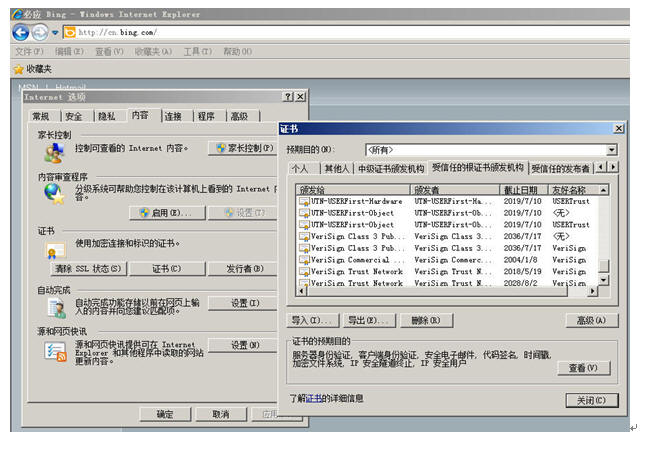 必应 Bing - Windows Internet Explorer
http://cn.bing.com/
文件(F) 编辑(E) 查看(V) 收藏夹(A) 工具(T) 帮助(H)
收藏夹
MSN | Hotmail
Internet 选项
常规 安全 隐私 内容 连接 程序 高级
家长控制
控制可查看的 Internet 内容。
家长控制(P)
内容审查程序
分级系统可帮助您控制在该计算机上看到的 Internet 内
容。
启用(E)...
设置(T)
证书
使用加密连接和标识的证书。
清除 SSL 状态(S) 证书(C) 发行者(B)
自动完成
自动完成功能存储以前在网页上输
入的内容并向您建议匹配项。
设置(I)
源和网页快讯
源和网页快讯提供可在 Internet
Explorer 和其他程序中读取的网站
更新内容。
设置(N)
确定 取消 应用
证书
预期目的(N): <所有>
个人 其他人 中级证书颁发机构 受信任的根证书颁发机构 受信任的发布者
颁发给 颁发者 截止日期 友好名称
UTN-USERFirst-Hardware UTN-USERFirst-Ha... 2019/7/10 USERTrust
UTN-USERFirst-Object UTN-USERFirst-Ob... 2019/7/10 <无>
UTN-USERFirst-Object UTN-USERFirst-Ob... 2019/7/10 USERTrust
VeriSign Class 3 Pub... VeriSign Class 3... 2036/7/17 <无>
VeriSign Class 3 Pub... VeriSign Class 3... 2036/7/17 VeriSign
VeriSign Commercial ... VeriSign Commer... 2004/1/8 VeriSign
VeriSign Trust Network VeriSign Trust N... 2018/5/19 VeriSign
VeriSign Trust Network VeriSign Trust N... 2028/8/2 VeriSign
导入(I)... 导出(E)... 删除(R) 高级(A)
证书的预期目的
服务器身份验证, 客户端身份验证, 安全电子邮件, 代码签名, 时间戳,
加密文件系统, IP 安全隧道终止, IP 安全用户
查看(V)
了解证书的详细信息
关闭(C)